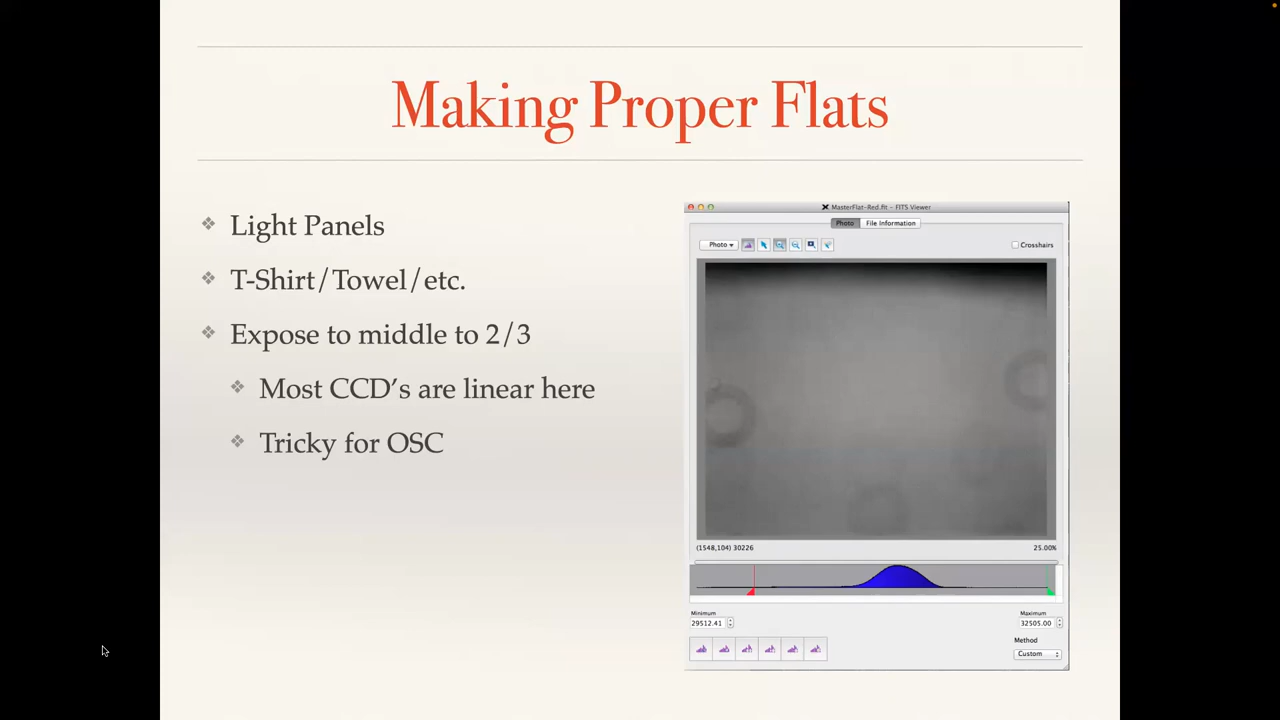 Making Proper Flats
Light Panels
T-Shirt/Towel/etc.
Expose to middle to 2/3
Most CCD's are linear here
Tricky for OSC
MasterFlat-Red.fit - FITS Viewer
Photo File Information
Photo Crosshairs
(1548,104) 30226 25.00%
Minimum Maximum
29512.41 32505.00
Method
Custom